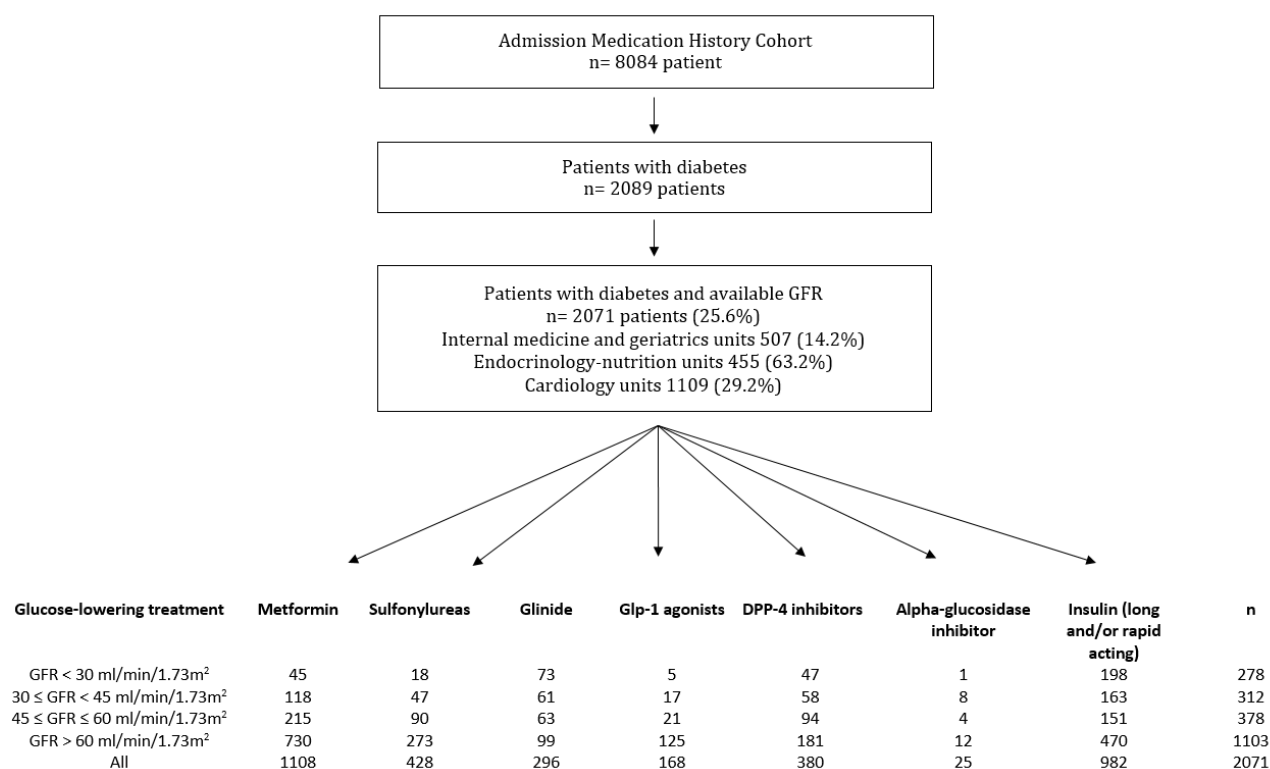 Admission Medication History Cohort
n= 8084 patient
Patients with diabetes
n= 2089 patients
Patients with diabetes and available GFR
n= 2071 patients (25.6%)
Internal medicine and geriatrics units 507 (14.2%)
Endocrinology-nutrition units 455 (63.2%)
Cardiology units 1109 (29.2%)
Glucose-lowering treatment Metformin Sulfonylureas Glinide Glp-1 agonists DPP-4 inhibitors Alpha-glucosidase Insulin (long n
inhibitor and/or rapid
acting)
GFR < 30 ml/min/1.73m² 45 18 73 5 47 1 198 278
30 ≤ GFR < 45 ml/min/1.73m² 118 47 61 17 58 8 163 312
45 ≤ GFR ≤ 60 ml/min/1.73m² 215 90 63 21 94 4 151 378
GFR > 60 ml/min/1.73m² 730 273 99 125 181 12 470 1103
All 1108 428 296 168 380 25 982 2071